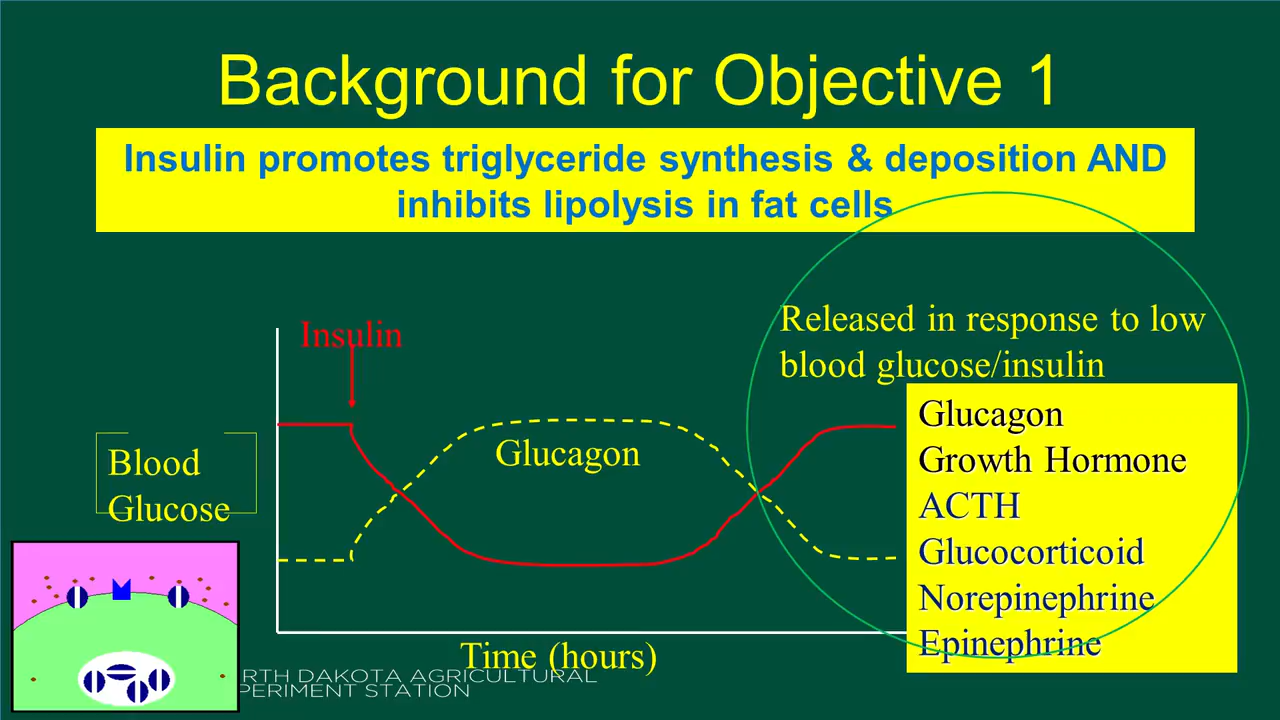 Background for Objective 1
Insulin promotes triglyceride synthesis & deposition AND
inhibits lipolysis in fat cells
Insulin
Released in response to low
blood glucose/insulin
Glucagon
Growth Hormone
ACTH
Glucocorticoid
Norepinephrine
Epinephrine
Glucagon
Blood
Glucose
Time (hours)
RTH DAKOTA AGRICULTURAL
PERIMENT STATION